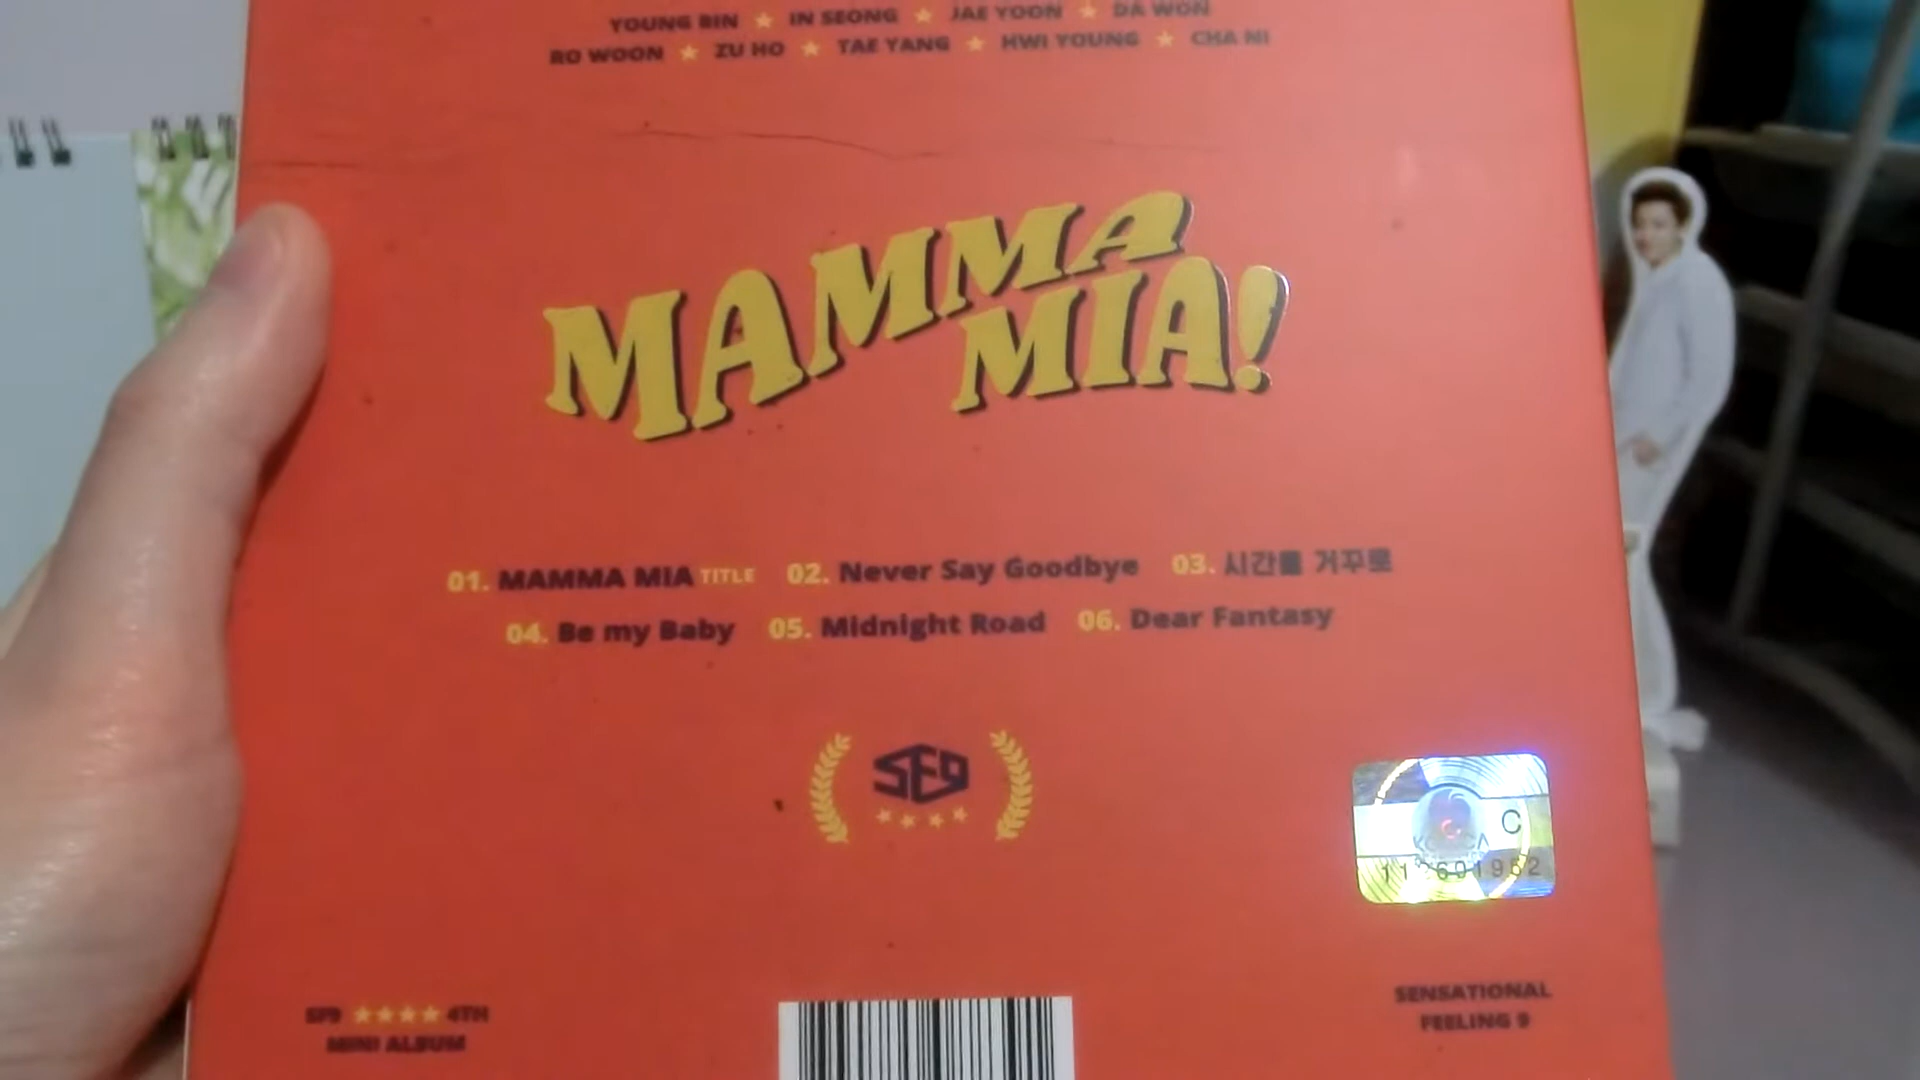 YOUNG BIN ★ IN SEONG ★ JAE YOON ★ DA WON
RO WOON ★ ZU HO ★ TAE YANG ★ HWI YOUNG ★ CHA NI
MAMMA
MIA!
01. MAMMA MIA TITLE 02. Never Say Goodbye 03. 시간을 거꾸로
04. Be my Baby 05. Midnight Road 06. Dear Fantasy
SF9
★★★★
C
SF9 ★★★★ 4TH
MINI ALBUM
SENSATIONAL
FEELING 9